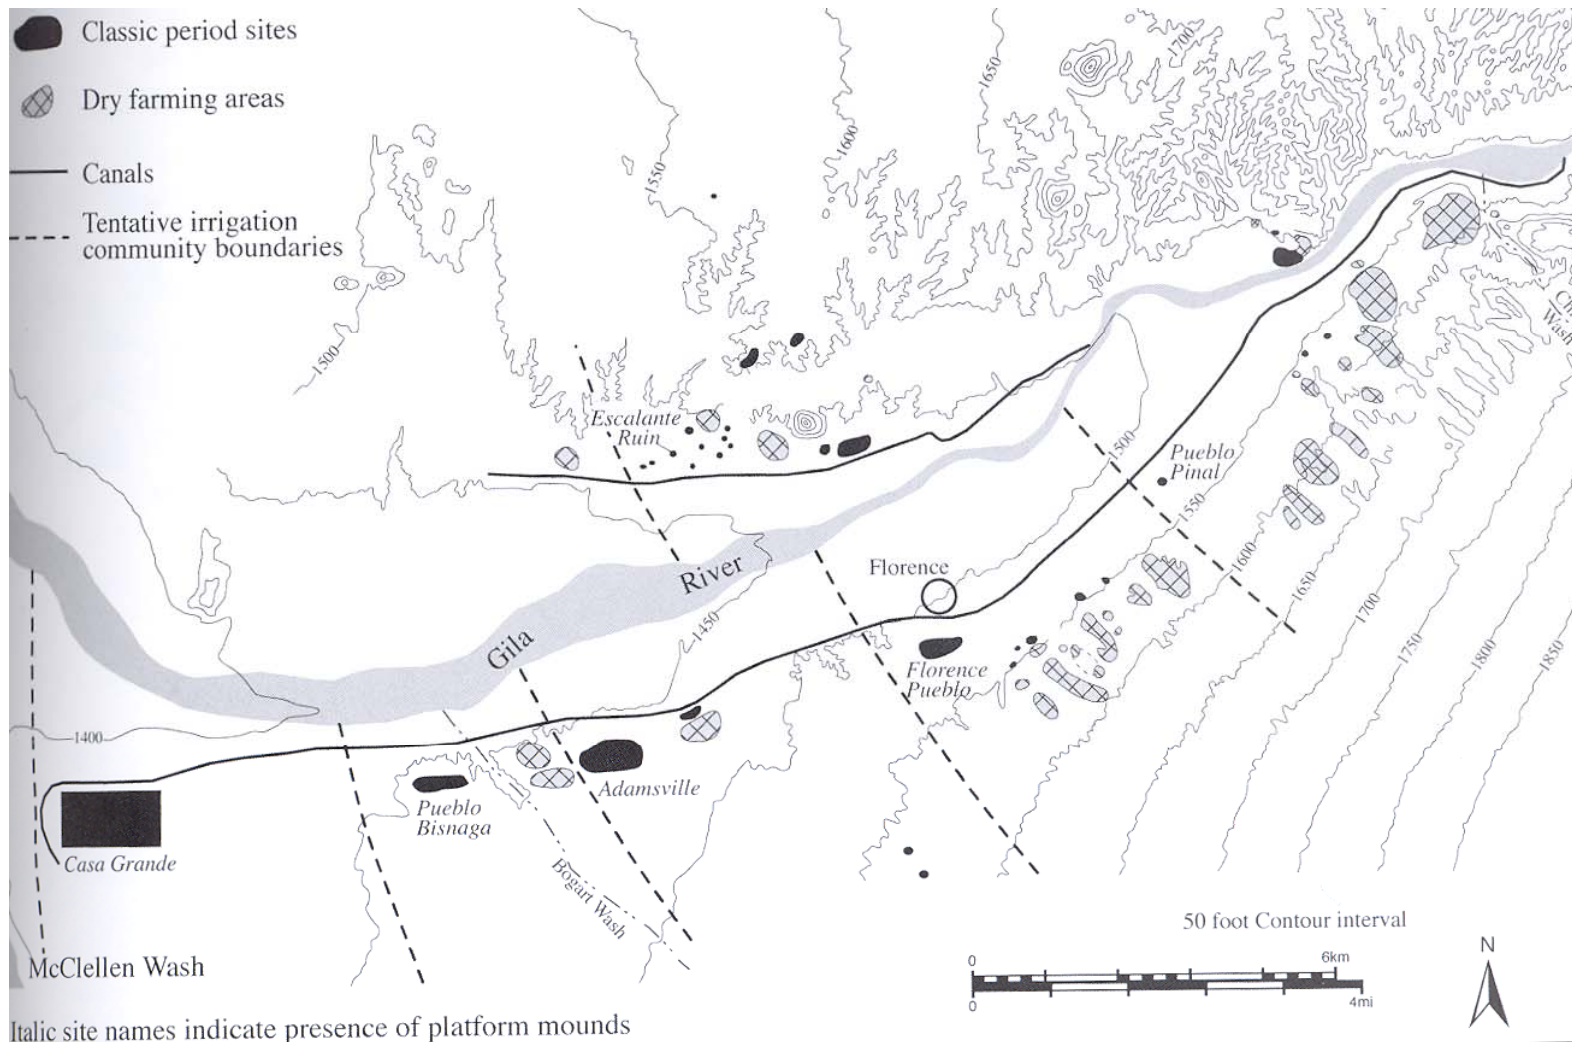 Classic period sites
Dry farming areas
Canals
Tentative irrigation
community boundaries
1700
1650
1600
1550
1500
Wash
Escalante
Ruin
Pueblo
Pinal
1500
1550
1600
1650
1700
1750
1800
1850
Florence
Gila River
1450
Florence
Pueblo
1400
Adamsville
Pueblo
Bisnaga
Casa Grande
Bogart Wash
McClellen Wash
50 foot Contour interval
0 6km
0 4mi
N
Italic site names indicate presence of platform mounds